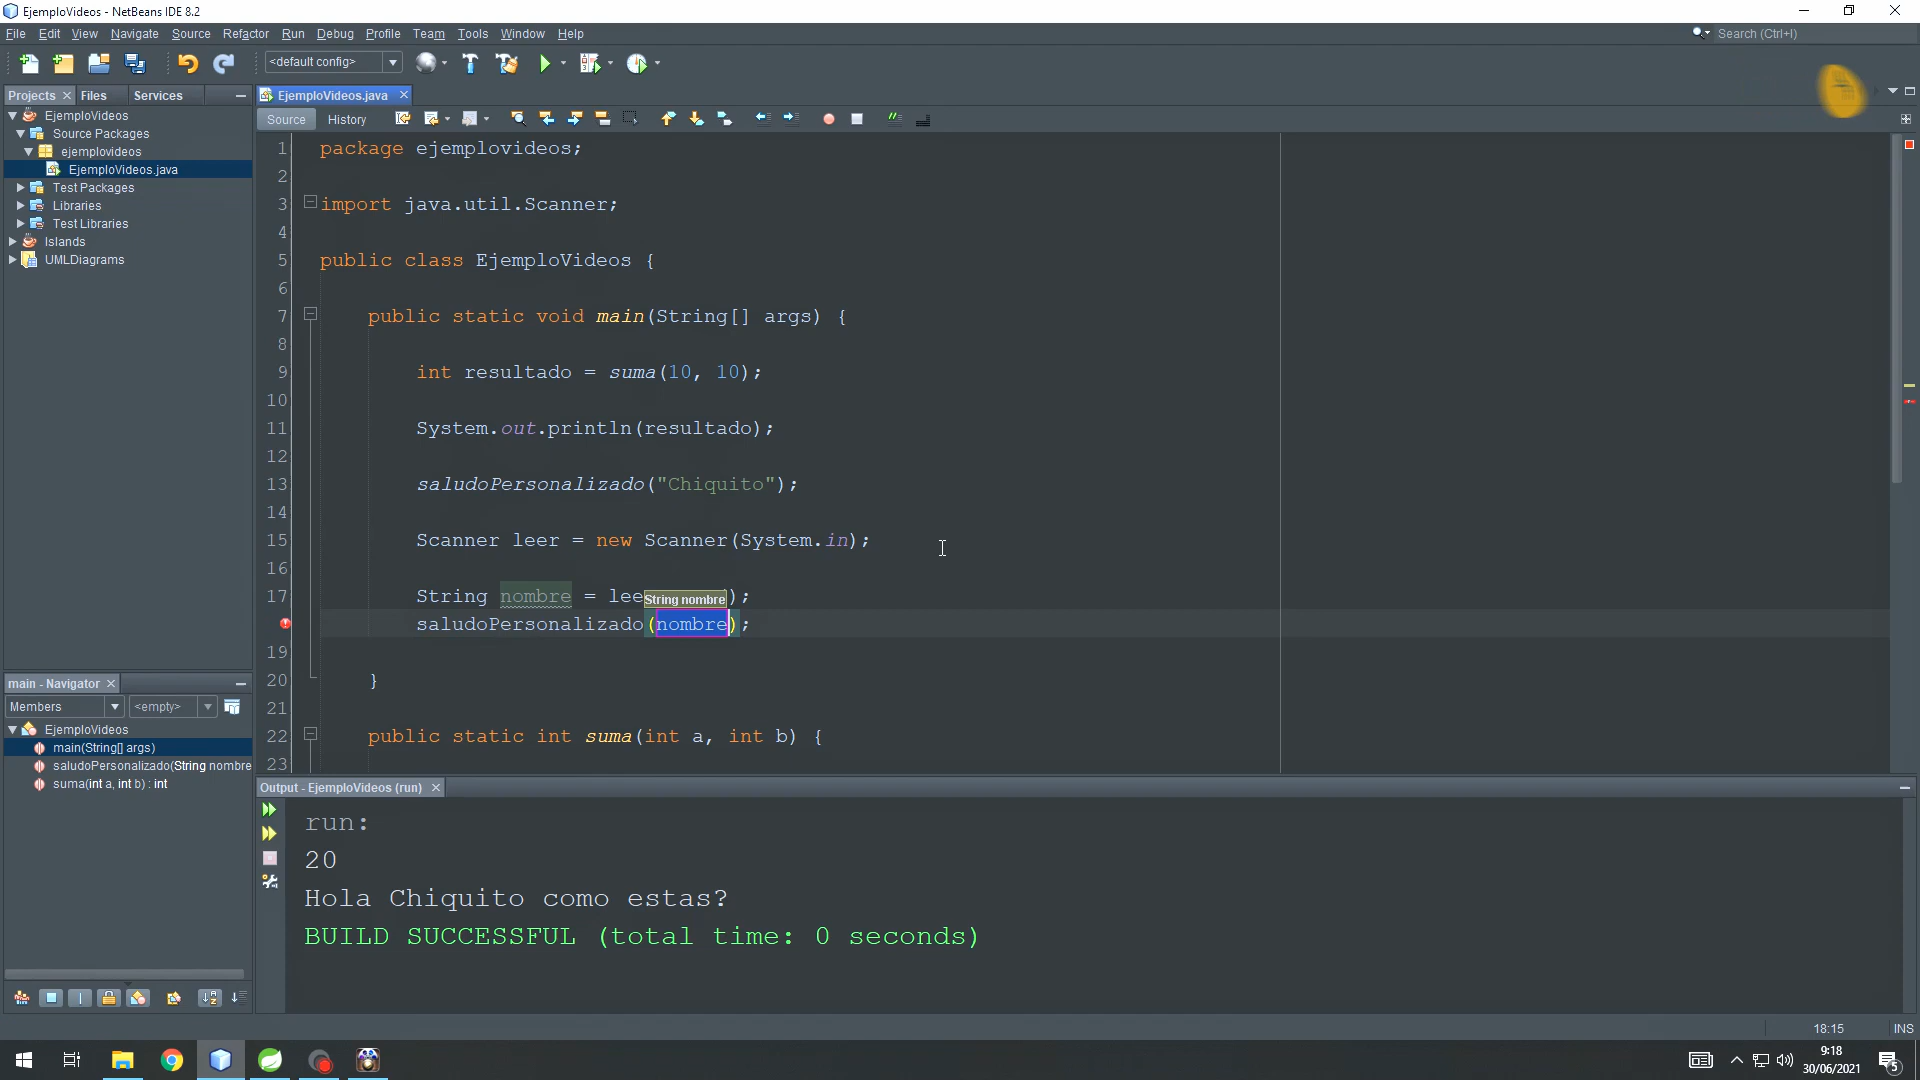 EjemploVideos - NetBeans IDE 8.2
File Edit View Navigate Source Refactor Run Debug Profile Team Tools Window Help
Search (Ctrl+I)
<default config>
Projects Files Services
EjemploVideos.java
EjemploVideos
Source History
Source Packages
ejemplovideos
EjemploVideos.java
Test Packages
Libraries
Test Libraries
Islands
UMLDiagrams
1 package ejemplovideos;
2
3 import java.util.Scanner;
4
5 public class EjemploVideos {
6
7 public static void main(String[] args) {
8
9 int resultado = suma(10, 10);
10
11 System.out.println(resultado);
12
13 saludoPersonalizado("Chiquito");
14
15 Scanner leer = new Scanner(System.in);
16
17 String nombre = lee String nombre );
saludoPersonalizado(nombre);
19
20 }
21
22 public static int suma(int a, int b) {
23
main - Navigator
Members <empty>
EjemploVideos
main(String[] args)
saludoPersonalizado(String nombre
suma(int a, int b) : int
Output - EjemploVideos (run)
run:
20
Hola Chiquito como estas?
BUILD SUCCESSFUL (total time: 0 seconds)
18:15 INS
9:18
30/06/2021
5